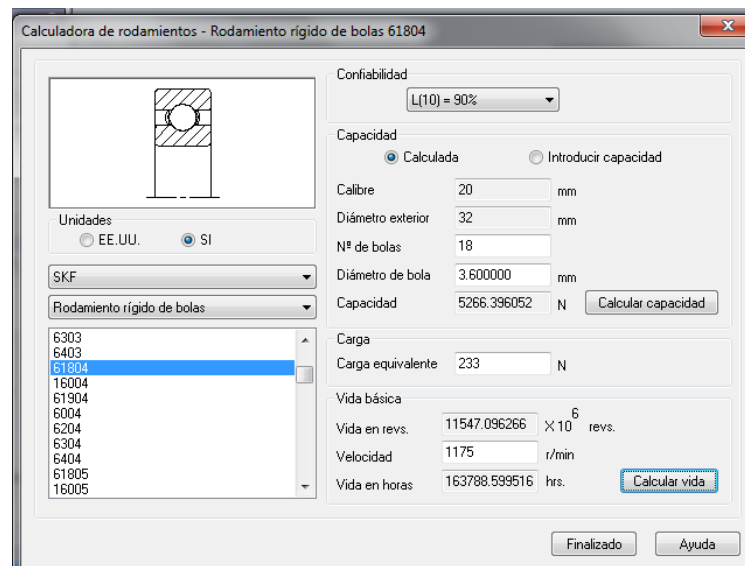 Calculadora de rodamientos - Rodamiento rígido de bolas 61804
Unidades
EE.UU.
SI
SKF
Rodamiento rígido de bolas
6303
6403
61804
16004
61904
6004
6204
6304
6404
61805
16005
Confiabilidad
L(10) = 90%
Capacidad
Calculada
Introducir capacidad
Calibre 20 mm
Diámetro exterior 32 mm
Nº de bolas 18
Diámetro de bola 3.600000 mm
Capacidad 5266.396052 N Calcular capacidad
Carga
Carga equivalente 233 N
Vida básica
Vida en revs. 11547.096266 X 10^6 revs.
Velocidad 1175 r/min
Vida en horas 163788.599516 hrs. Calcular vida
Finalizado Ayuda